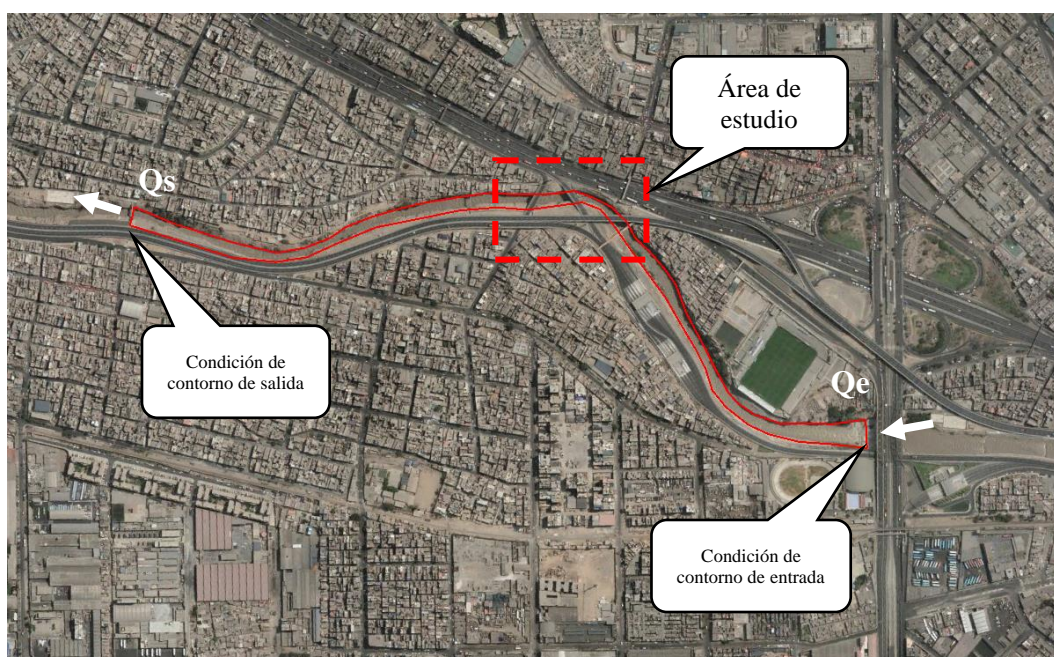 Área de
estudio
Qs
Condición de
contorno de salida
Qe
Condición de
contorno de entrada